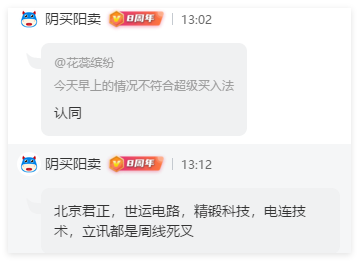 阴买阳卖 8周年 13:02
@花蕊缤纷
今天早上的情况不符合超级买入法
认同
阴买阳卖 8周年 13:12
北京君正，世运电路，精锻科技，电连技
术，立讯都是周线死叉